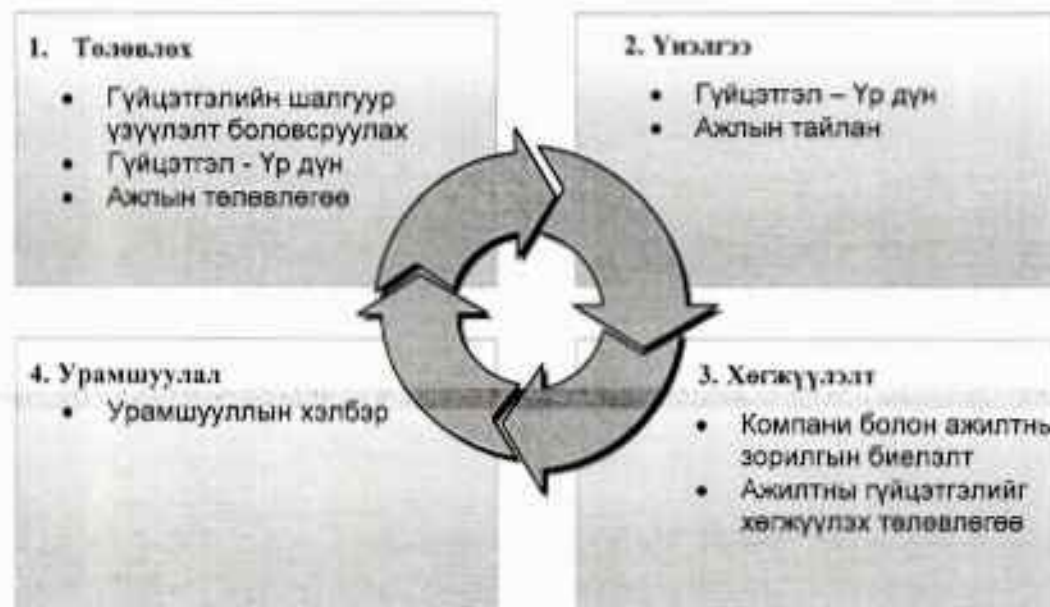 1. Төлөвлөх
• Гүйцэтгэлийн шалгуур
үзүүлэлт боловсруулах
• Гүйцэтгэл - Үр дүн
• Ажлын төлөвлөгөө
2. Үнэлгээ
• Гүйцэтгэл – Үр дүн
• Ажлын тайлан
3. Хөгжүүлэлт
• Компани болон ажилтны
зорилгын биелэлт
• Ажилтны гүйцэтгэлийг
хөгжүүлэх төлөвлөгөө
4. Урамшуулал
• Урамшууллын хэлбэр